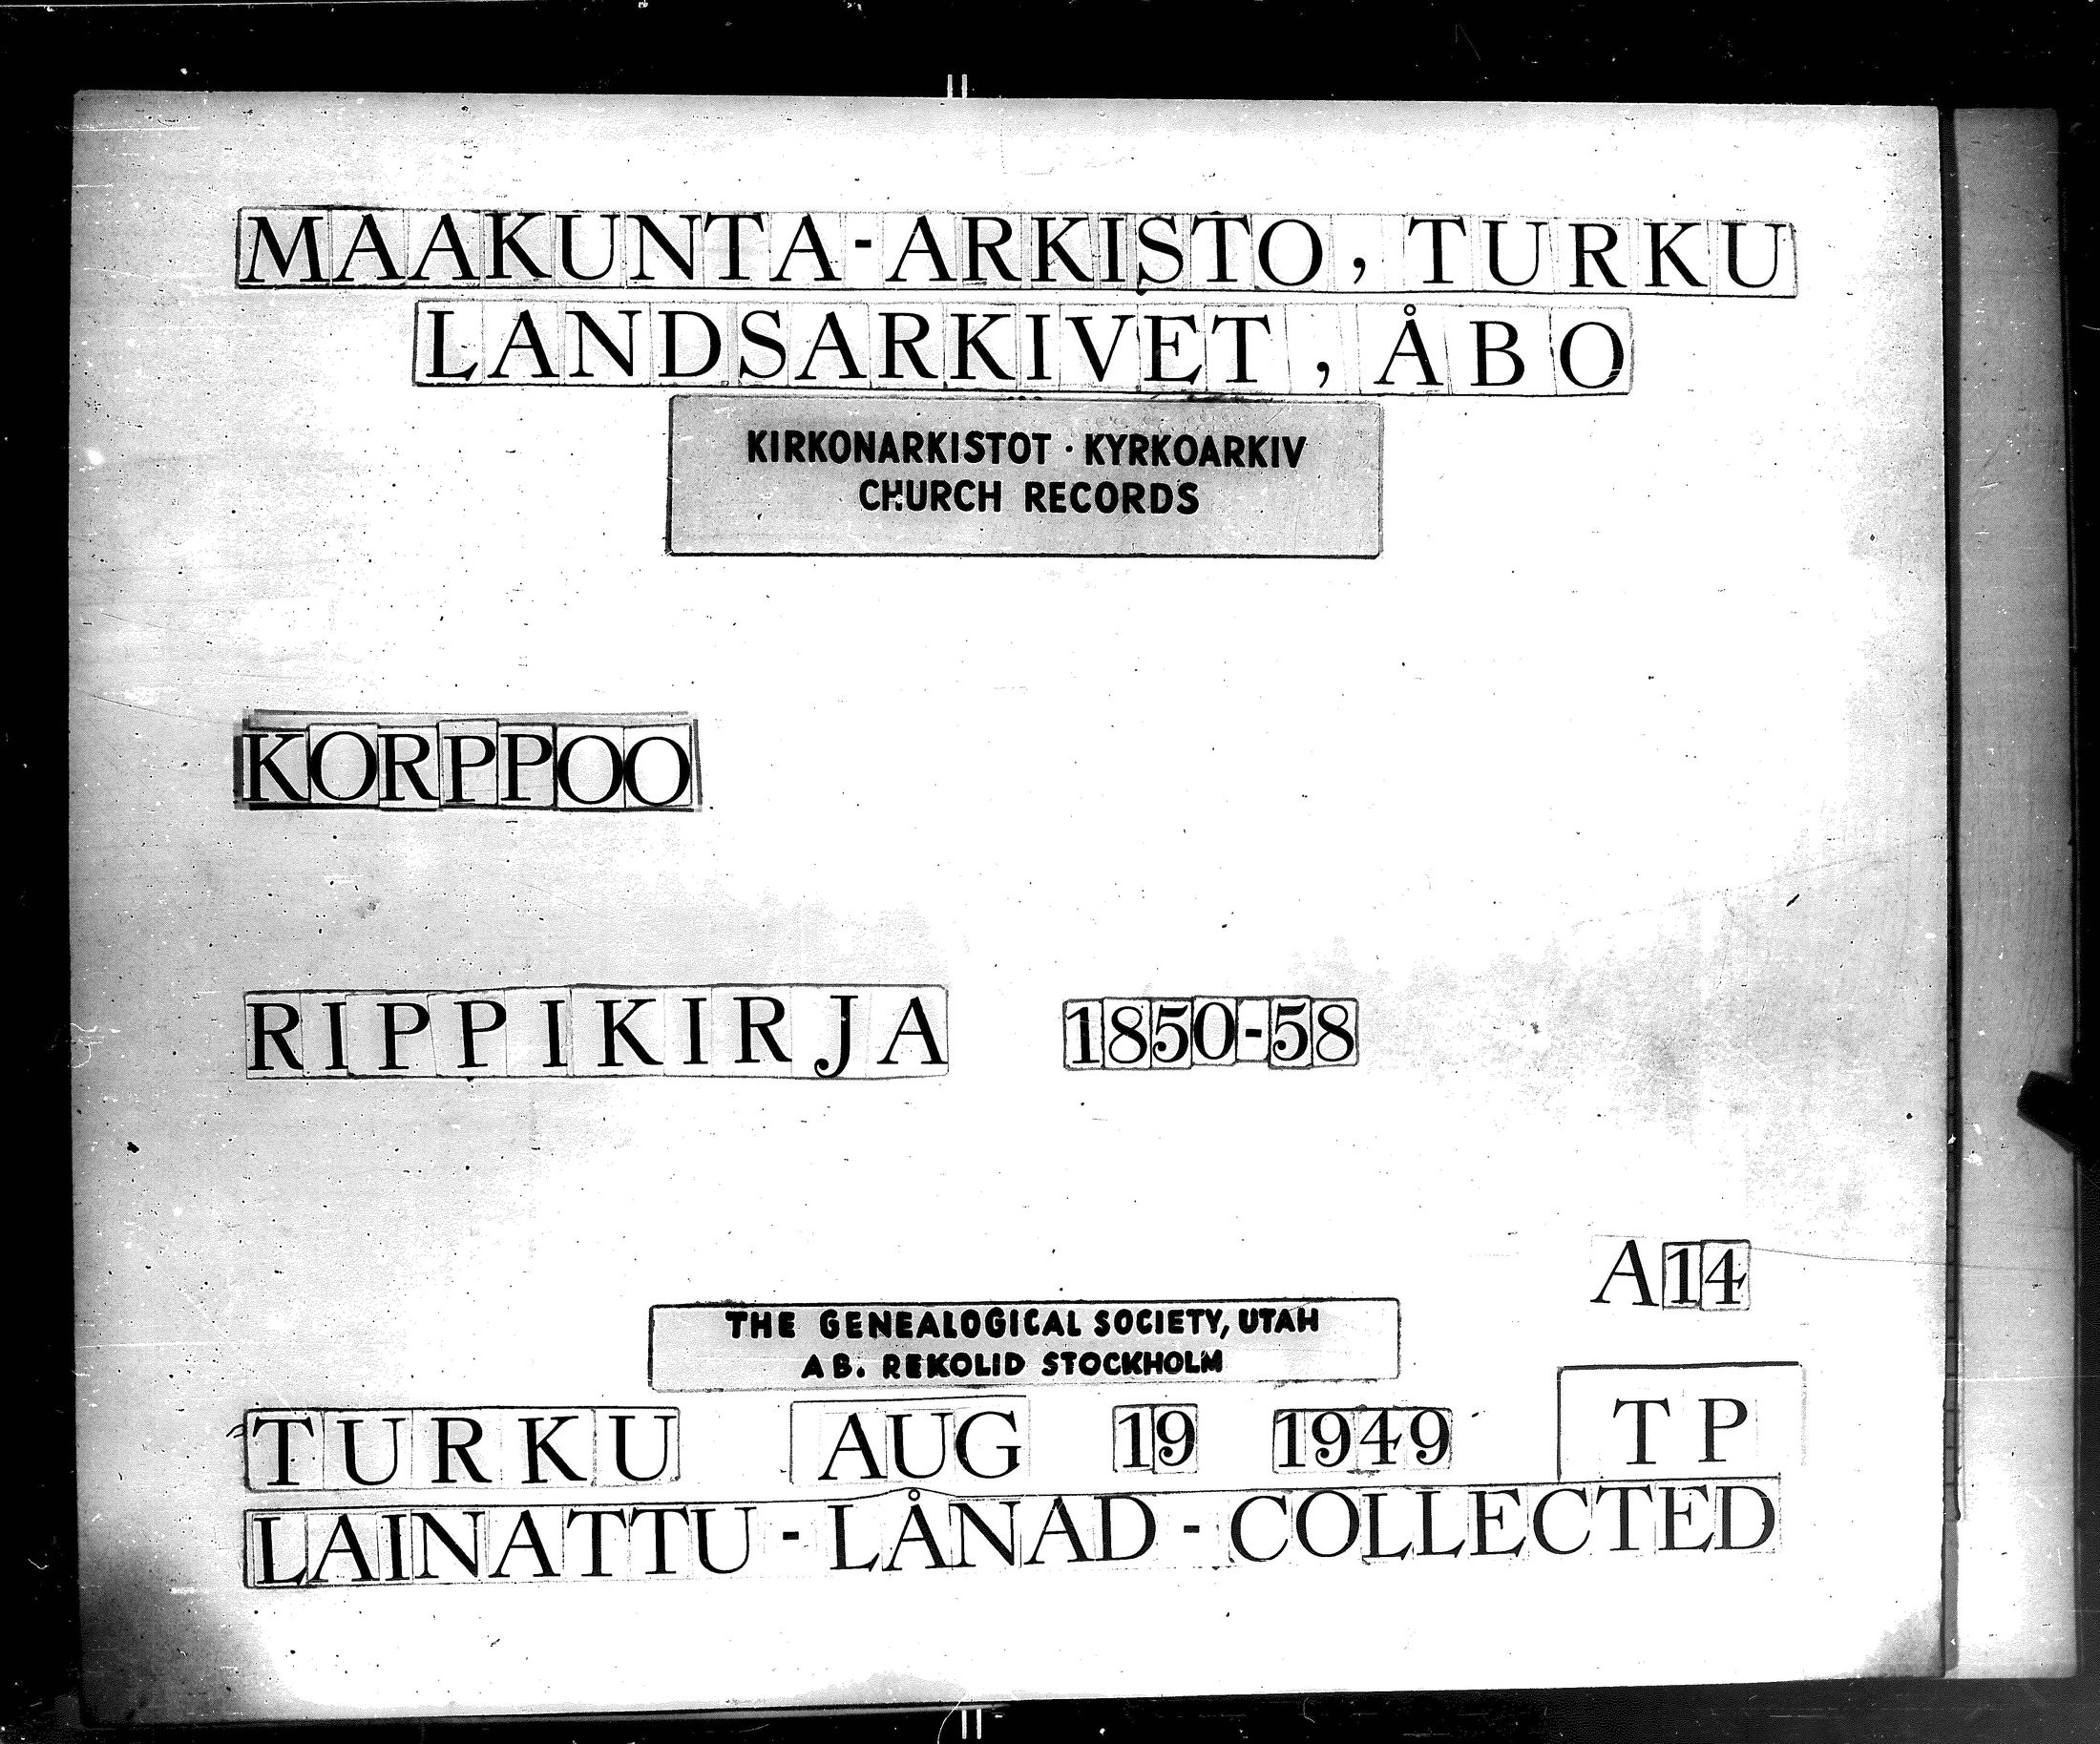 MAAKUNTA-ARKISTO, TURKU
LANDSARKIVET, ÅBO
KIRKONARKISTOT · KYRKOARKIV
CHURCH RECORDS
KORPPOO
RIPPIKIRJA 1850-58
A14
THE GENEALOGICAL SOCIETY, UTAH
AB. REKOLID STOCKHOLM
TURKU AUG 19 1949 TP
LAINATTU - LÅNAD - COLLECTED